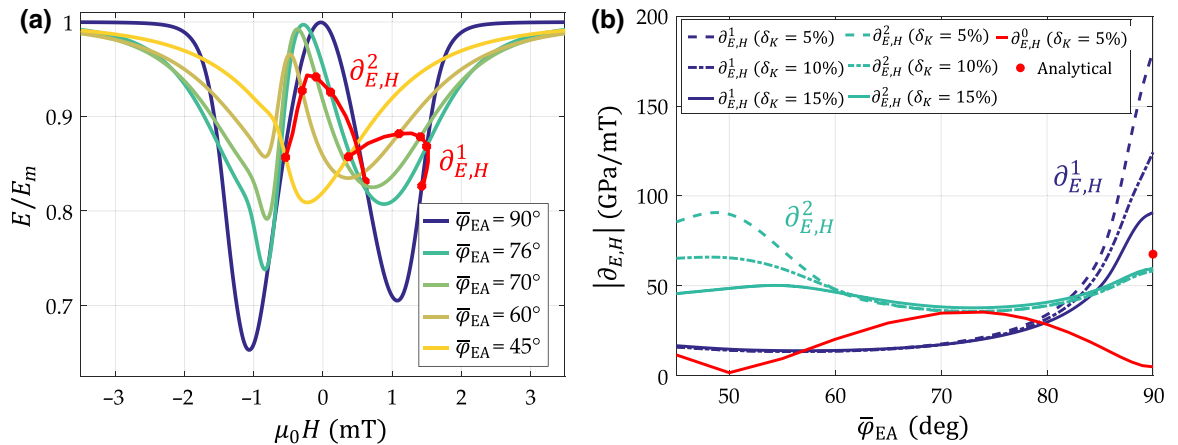 (a)
1
0.9
0.8
0.7
E/E_m
∂²_{E,H}
∂¹_{E,H}
φ̅_EA = 90°
φ̅_EA = 76°
φ̅_EA = 70°
φ̅_EA = 60°
φ̅_EA = 45°
−3 −2 −1 0 1 2 3
μ₀H (mT)
(b)
200
150
100
50
0
|∂_{E,H}| (GPa/mT)
∂¹_{E,H} (δ_K = 5%) ∂²_{E,H} (δ_K = 5%) ∂⁰_{E,H} (δ_K = 5%)
∂¹_{E,H} (δ_K = 10%) ∂²_{E,H} (δ_K = 10%) Analytical
∂¹_{E,H} (δ_K = 15%) ∂²_{E,H} (δ_K = 15%)
∂¹_{E,H}
∂²_{E,H}
50 60 70 80 90
φ̅_EA (deg)